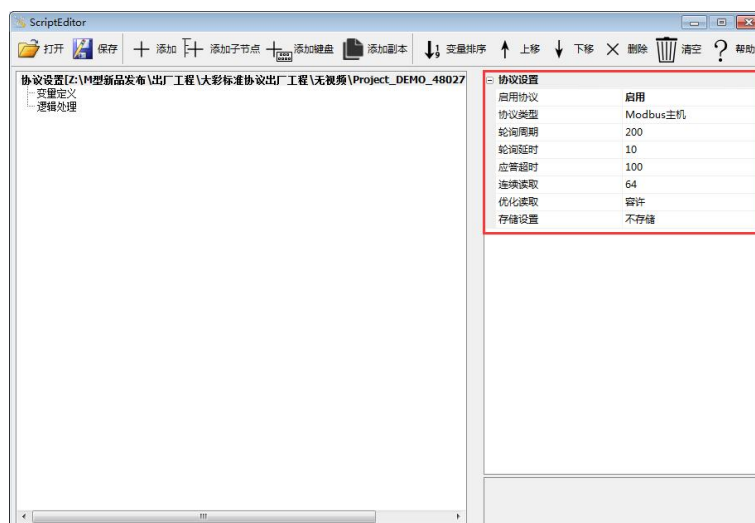 ScriptEditor
打开 保存 添加 添加子节点 添加键盘 添加副本 变量排序 上移 下移 删除 清空 帮助
协议设置[Z:\M型新品发布\出厂工程\大彩标准协议出厂工程\无视频\Project_DEMO_48027
变量定义
逻辑处理
协议设置
启用协议 启用
协议类型 Modbus主机
轮询周期 200
轮询延时 10
应答超时 100
连续读取 64
优化读取 容许
存储设置 不存储